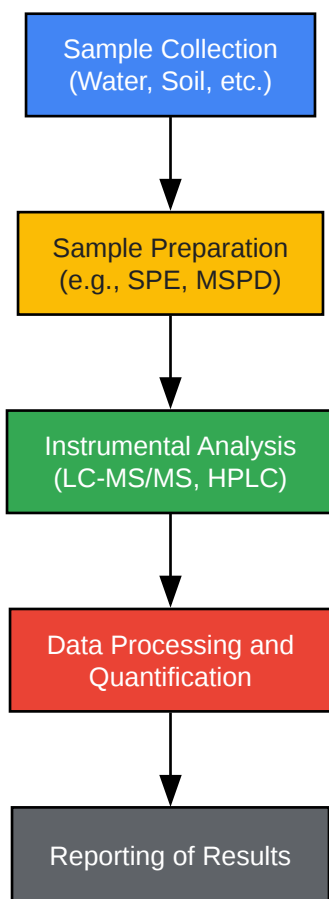 Sample Collection
(Water, Soil, etc.)
Sample Preparation
(e.g., SPE, MSPD)
Instrumental Analysis
(LC-MS/MS, HPLC)
Data Processing and
Quantification
Reporting of Results